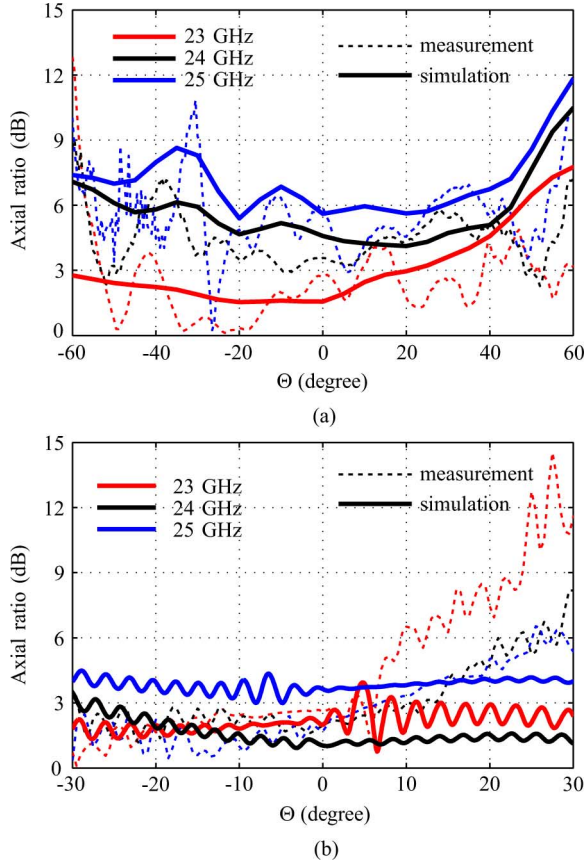 15
12
9
6
3
0
Axial ratio (dB)
23 GHz
24 GHz
25 GHz
measurement
simulation
-60
-40
-20
0
20
40
60
Θ (degree)
(a)
15
12
9
6
3
0
Axial ratio (dB)
23 GHz
24 GHz
25 GHz
measurement
simulation
-30
-20
-10
0
10
20
30
Θ (degree)
(b)